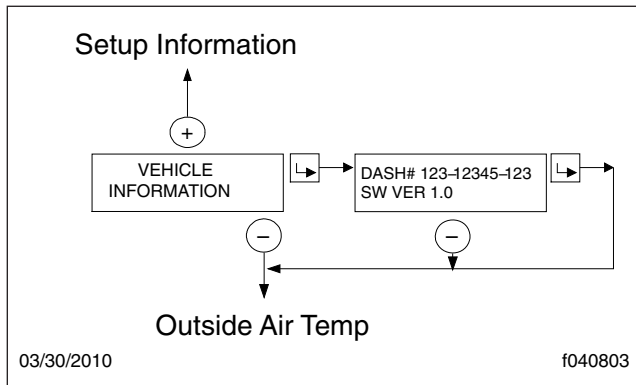 Setup Information
+
VEHICLE
INFORMATION
DASH# 123–12345–123
SW VER 1.0
–
–
Outside Air Temp
03/30/2010
f040803